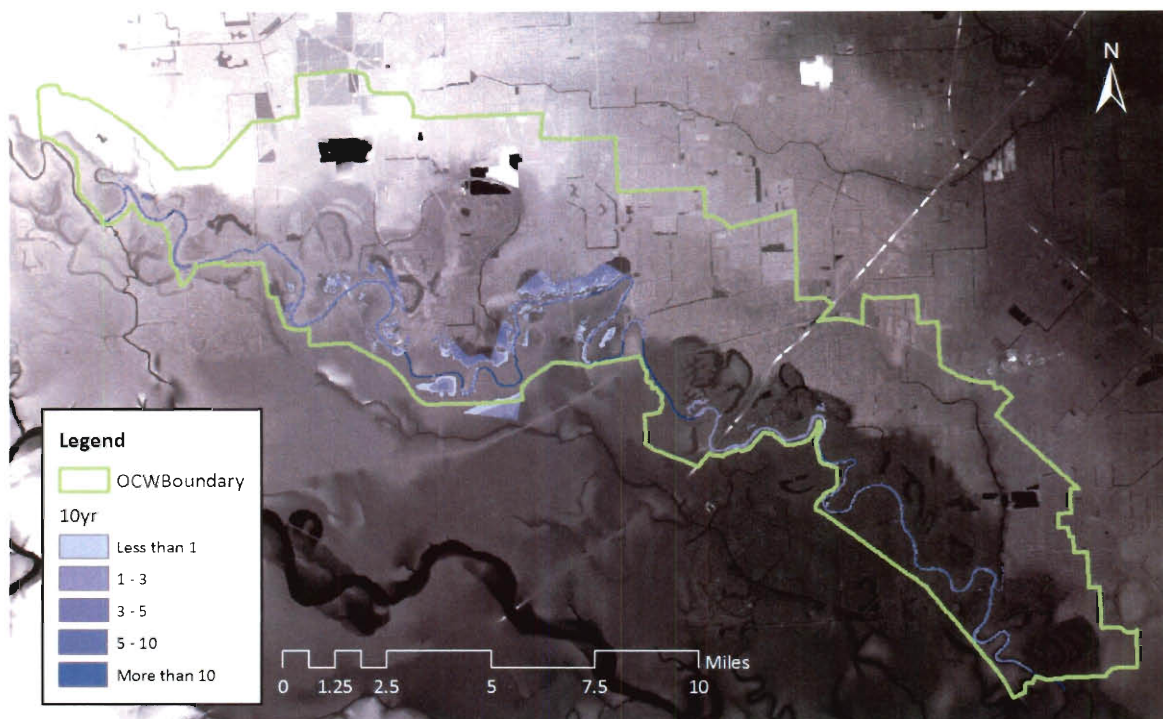 N
Legend
OCWBoundary
10yr
Less than 1
1 - 3
3 - 5
5 - 10
More than 10
Miles
0 1.25 2.5 5 7.5 10